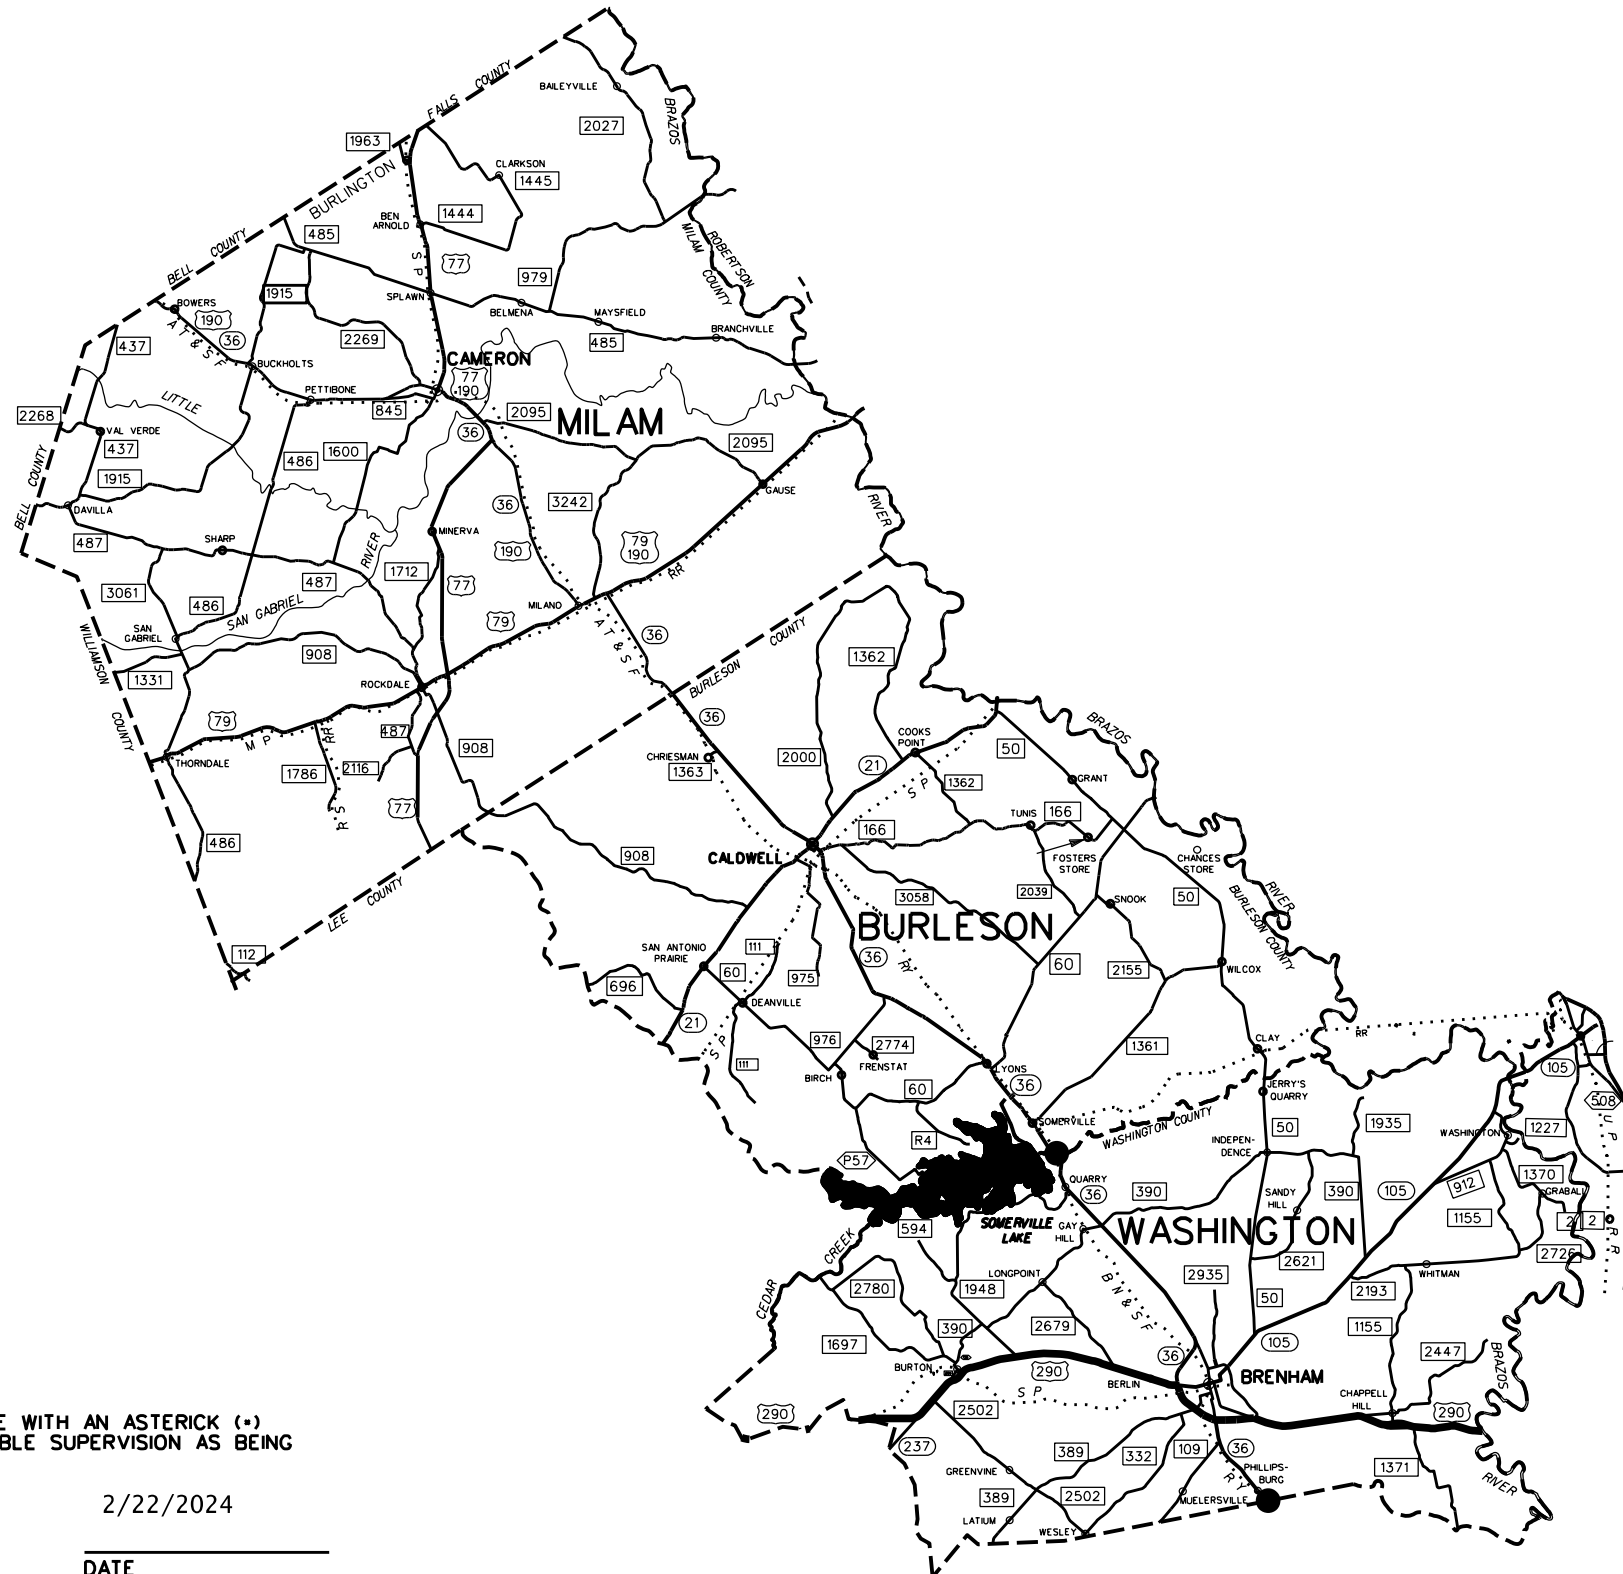 FALLS COUNTY
BAILEYVILLE
BRAZOS
2027
1963
CLARKSON
1445
BURLINGTON
1444
BEN
ARNOLD
485
BELL COUNTY
S P
77
ROBERTSON
MILAM COUNTY
979
1915
SPLAWN
BOWERS
190
BELMENA
MAYSFIELD
A T & S F
36
437
2269
485
BRANCHVILLE
CAMERON
BUCKHOLTS
77
190
PETTIBONE
LITTLE
845
2095
MILAM
2268
VAL VERDE
36
437
2095
BELL COUNTY
486
1600
1915
GAUSE
DAVILLA
36
3242
RIVER
MINERVA
SHARP
487
RIVER
190
79
190
RR
487
1712
77
3061
486
SAN GABRIEL
MILANO
79
A T & S F
36
BURLESON COUNTY
WILLIAMSON COUNTY
SAN
GABRIEL
908
1362
1331
ROCKDALE
79
M P
RR
487
36
BRAZOS
COOKS
POINT
908
50
THORNDALE
1786
2116
CHRIESMAN
1363
2000
21
S P
1362
GRANT
R S
77
TUNIS
166
486
166
908
CALDWELL
FOSTERS
STORE
CHANCES
STORE
LEE COUNTY
3058
2039
SNOOK
50
RIVER
BURLESON COUNTY
BURLESON
112
SAN ANTONIO
PRAIRIE
111
36
RY
60
2155
WILCOX
60
975
696
DEANVILLE
21
S P
976
2774
1361
CLAY
RR
111
FRENSTAT
BIRCH
LYONS
105
60
36
JERRY'S
QUARRY
508
SOMERVILLE
WASHINGTON COUNTY
50
1935
1227
U P
R4
INDEPEN-
DENCE
WASHINGTON
P57
QUARRY
36
390
SANDY
HILL
390
105
912
1370
GRABALL
594
SOMERVILLE
LAKE
GAY
HILL
WASHINGTON
1155
2
2
R R
CREEK
CEDAR
2621
2726
LONGPOINT
2935
WHITMAN
2780
1948
B N & S F
50
2193
390
2679
1155
1697
105
BURTON
290
36
2447
BRAZOS
S P
BERLIN
BRENHAM
CHAPPELL
HILL
290
2502
290
E WITH AN ASTERICK (*)
BLE SUPERVISION AS BEING
237
389
332
109
36
GREENVINE
PHILLIPS-
BURG
1371
RIVER
389
2502
R Y
MUELERSVILLE
2/22/2024
LATIUM
WESLEY
DATE